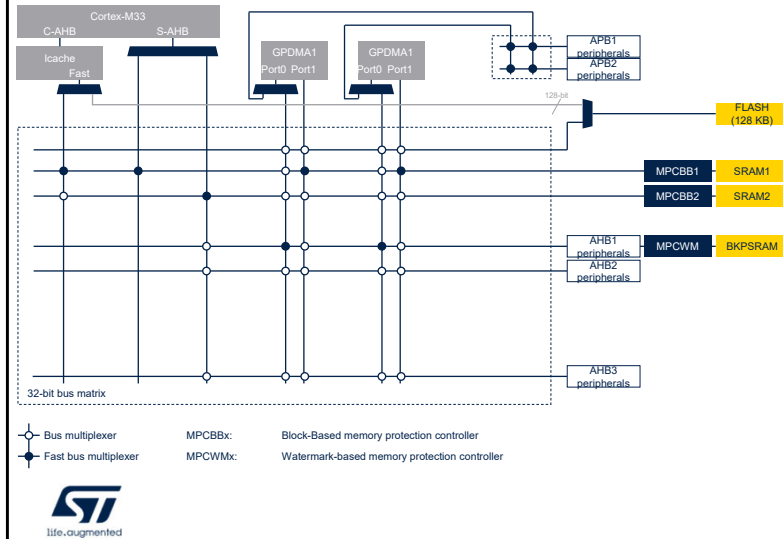 Cortex-M33
C-AHB S-AHB
Icache
Fast
GPDMA1
Port0 Port1
GPDMA1
Port0 Port1
APB1
peripherals
APB2
peripherals
128-bit
FLASH
(128 KB)
MPCBB1 SRAM1
MPCBB2 SRAM2
AHB1
peripherals
MPCWM BKPSRAM
AHB2
peripherals
AHB3
peripherals
32-bit bus matrix
Bus multiplexer MPCBBx: Block-Based memory protection controller
Fast bus multiplexer MPCWMx: Watermark-based memory protection controller
ST
life.augmented